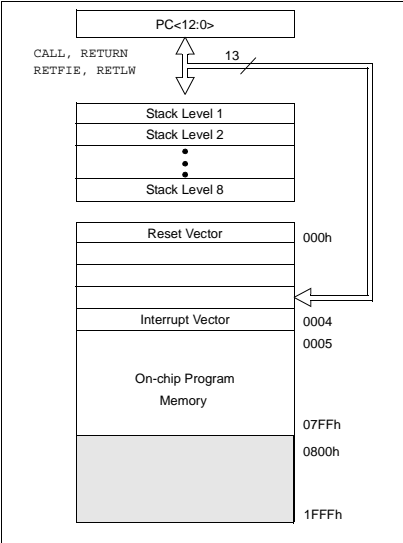 PC<12:0>
CALL, RETURN
RETFIE, RETLW
13
Stack Level 1
Stack Level 2
Stack Level 8
Reset Vector
000h
Interrupt Vector
0004
0005
On-chip Program
Memory
07FFh
0800h
1FFFh